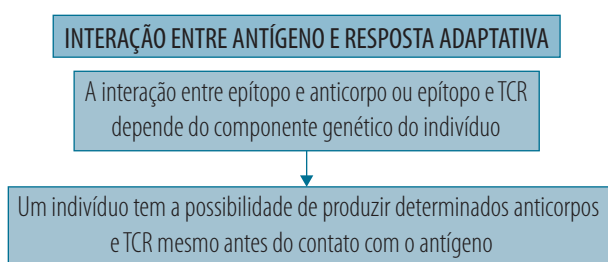 INTERAÇÃO ENTRE ANTÍGENO E RESPOSTA ADAPTATIVA
A interação entre epítopo e anticorpo ou epítopo e TCR
depende do componente genético do indivíduo
Um indivíduo tem a possibilidade de produzir determinados anticorpos
e TCR mesmo antes do contato com o antígeno